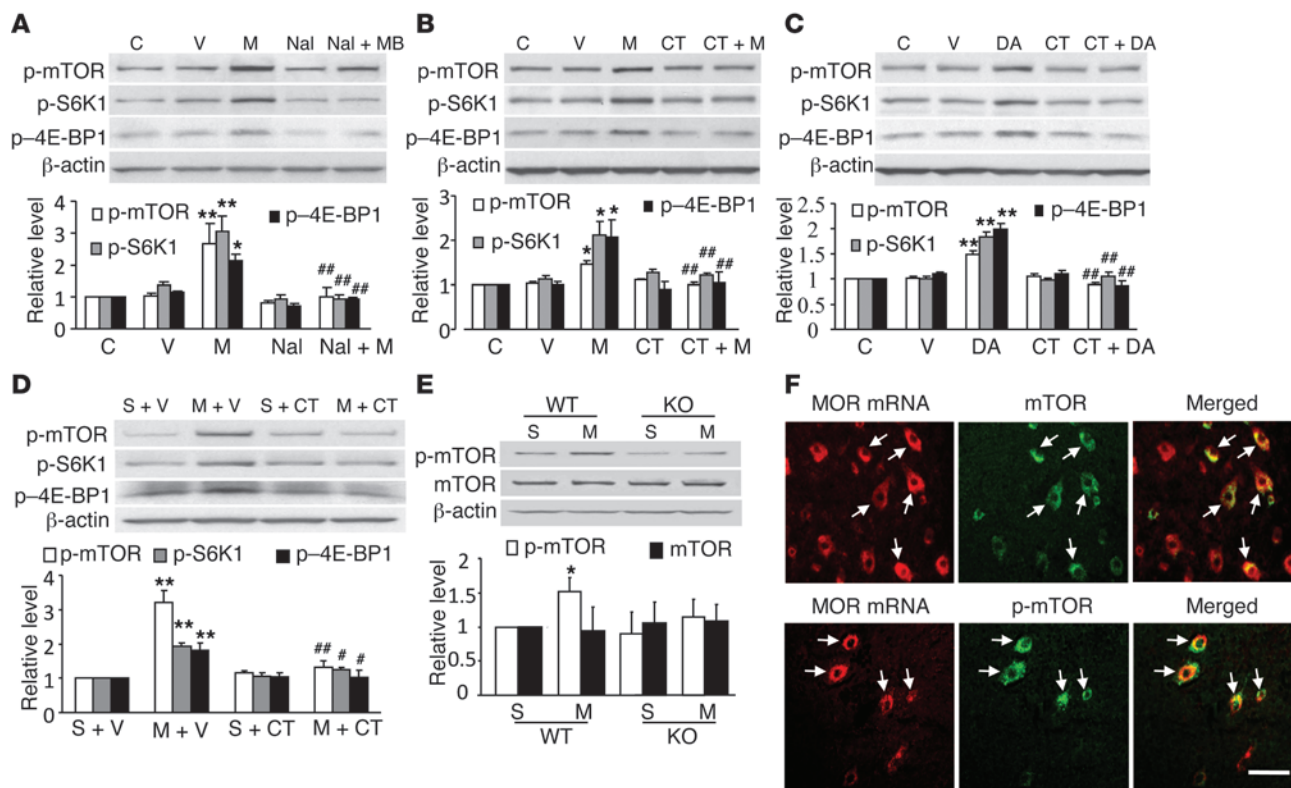 A
C V M Nal Nal + MB
p-mTOR
p-S6K1
p–4E-BP1
β-actin
Relative level
4
3
2
1
0
p-mTOR
p-S6K1
p–4E-BP1
** ** *
## ## ##
C V M Nal Nal + M
B
C V M CT CT + M
p-mTOR
p-S6K1
p–4E-BP1
β-actin
Relative level
3
2
1
0
p-mTOR
p-S6K1
p–4E-BP1
* * *
## ## ##
C V M CT CT + M
C
C V DA CT CT + DA
p-mTOR
p-S6K1
p–4E-BP1
β-actin
Relative level
2.5
2
1.5
1.0
0.5
0
p-mTOR
p-S6K1
p–4E-BP1
** ** **
## ## ##
C V DA CT CT + DA
D
S + V M + V S + CT M + CT
p-mTOR
p-S6K1
p–4E-BP1
β-actin
p-mTOR p-S6K1 p–4E-BP1
Relative level
4
3
2
1
0
** ** **
## # #
S + V M + V S + CT M + CT
E
WT KO
S M S M
p-mTOR
mTOR
β-actin
p-mTOR mTOR
Relative level
2
1.5
1
0.5
0
*
S M S M
WT KO
F
MOR mRNA mTOR Merged
MOR mRNA p-mTOR Merged